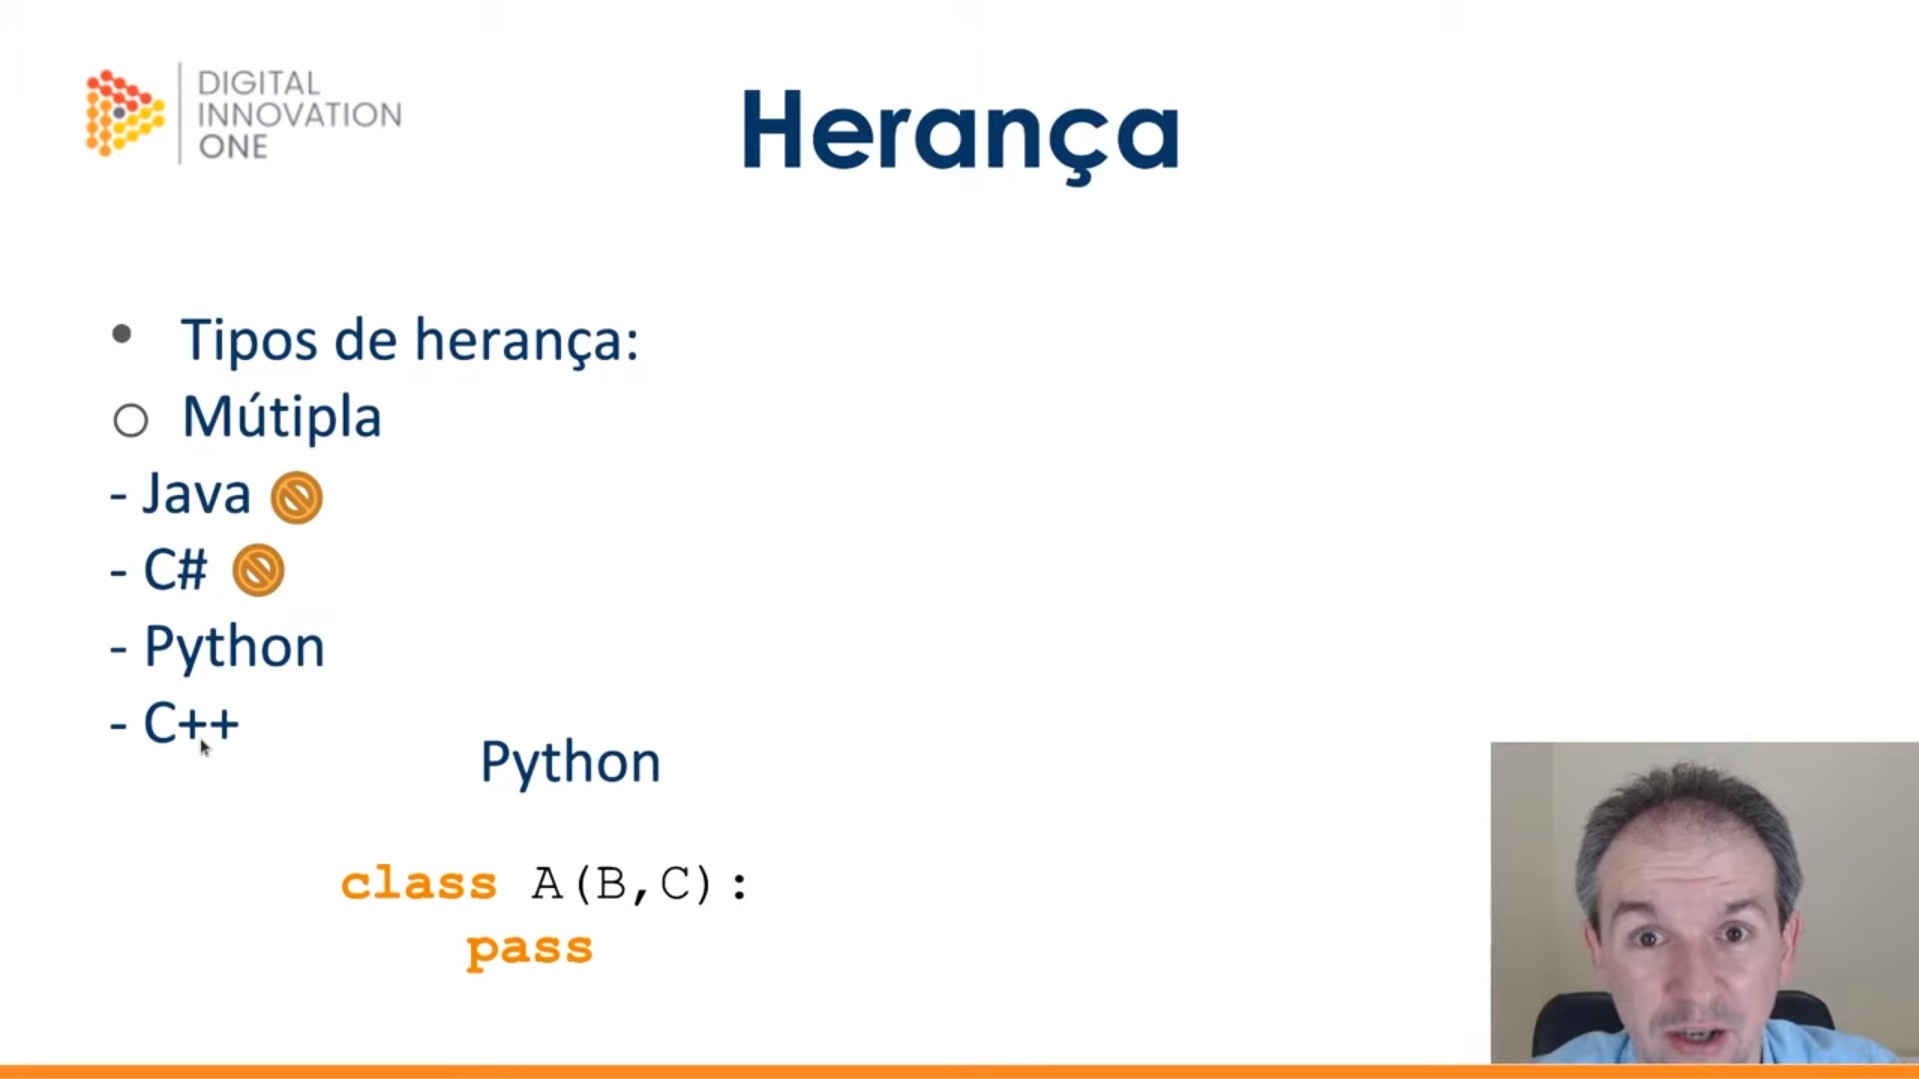 DIGITAL
INNOVATION
ONE
Herança
• Tipos de herança:
○ Mútipla
- Java
- C#
- Python
- C++
Python
class A(B,C):
pass